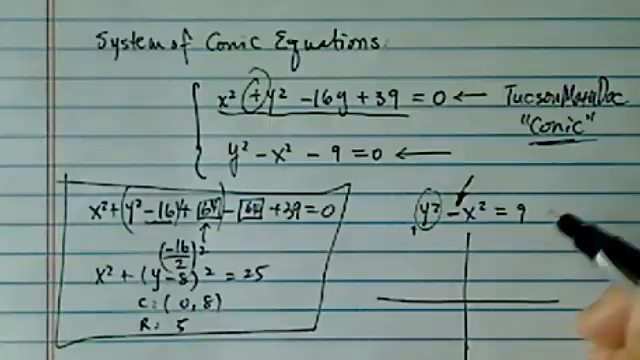 System of Conic Equations
x² + y² - 16y + 39 = 0 ← TucsonMathDoc
"Conic"
y² - x² - 9 = 0 ←
x² + (y² - 16y + 64) - 64 + 39 = 0
y² - x² = 9
(-16/2)²
x² + (y - 8)² = 25
C: (0, 8)
R: 5